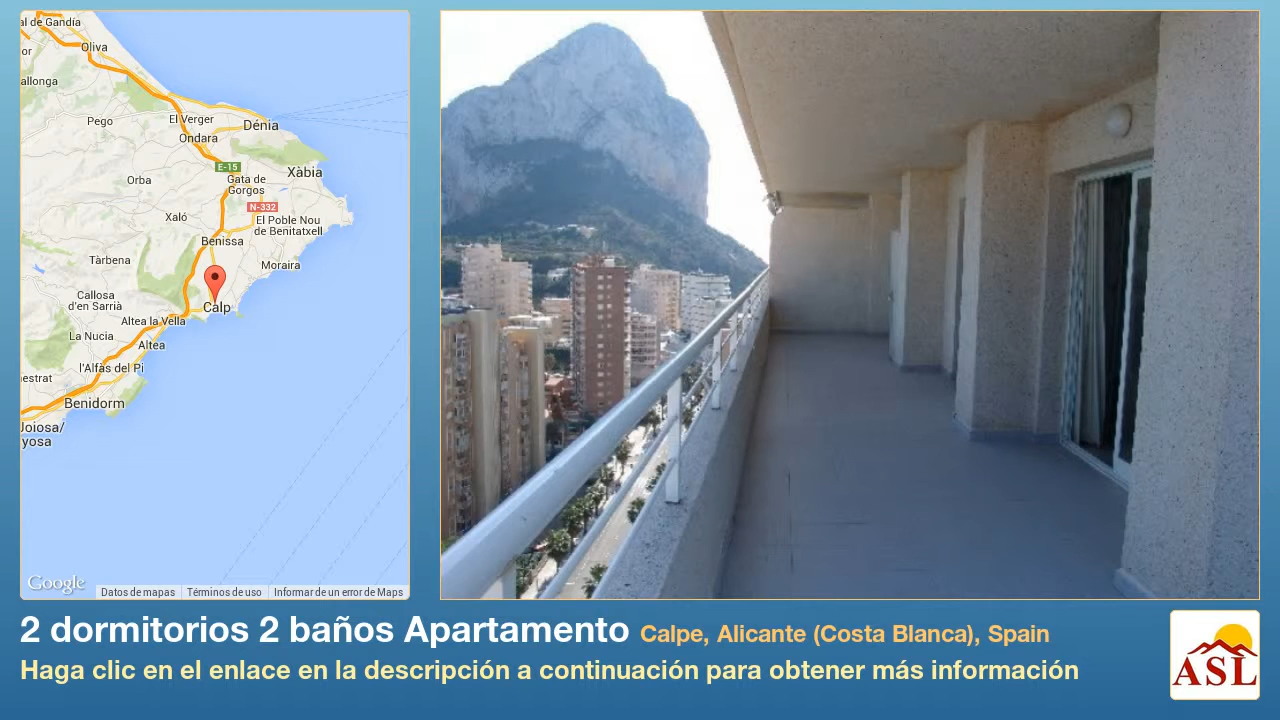 al de Gandía
Oliva
or
allonga
Pego
El Verger
Ondara
Dénia
E-15
Orba
Gata de
Gorgos
Xàbia
N-332
Xaló
El Poble Nou
de Benitatxell
Benissa
Tàrbena
Moraira
Callosa
d'en Sarrià
Calp
Altea la Vella
La Nucia
Altea
l'Alfàs del Pi
nestrat
Benidorm
Joiosa/
yosa
Google
Datos de mapas
Términos de uso
Informar de un error de Maps
2 dormitorios 2 baños Apartamento Calpe, Alicante (Costa Blanca), Spain
Haga clic en el enlace en la descripción a continuación para obtener más información
ASL